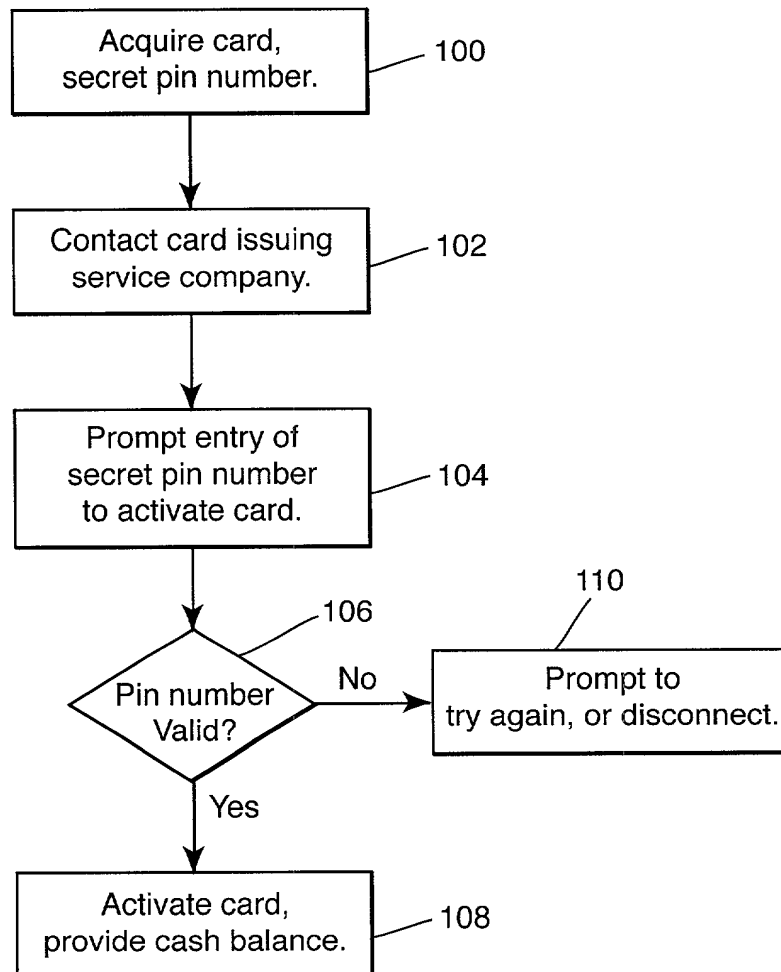 Acquire card,
secret pin number.
100
Contact card issuing
service company.
102
Prompt entry of
secret pin number
to activate card.
104
106
Pin number
Valid?
No
110
Prompt to
try again, or disconnect.
Yes
Activate card,
provide cash balance.
108